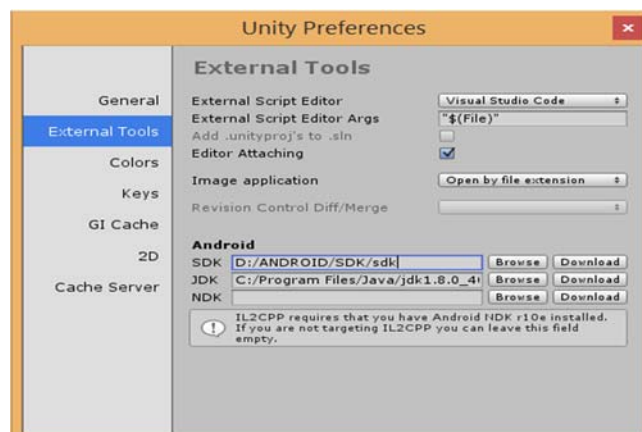 Unity Preferences
x
External Tools
General
External Tools
Colors
Keys
GI Cache
2D
Cache Server
External Script Editor Visual Studio Code
External Script Editor Args "$(File)"
Add .unityproj's to .sln
Editor Attaching
Image application Open by file extension
Revision Control Diff/Merge
Android
SDK D:/ANDROID/SDK/sdk Browse Download
JDK C:/Program Files/Java/jdk1.8.0_4 Browse Download
NDK Browse Download
IL2CPP requires that you have Android NDK r10e installed.
If you are not targeting IL2CPP you can leave this field
empty.